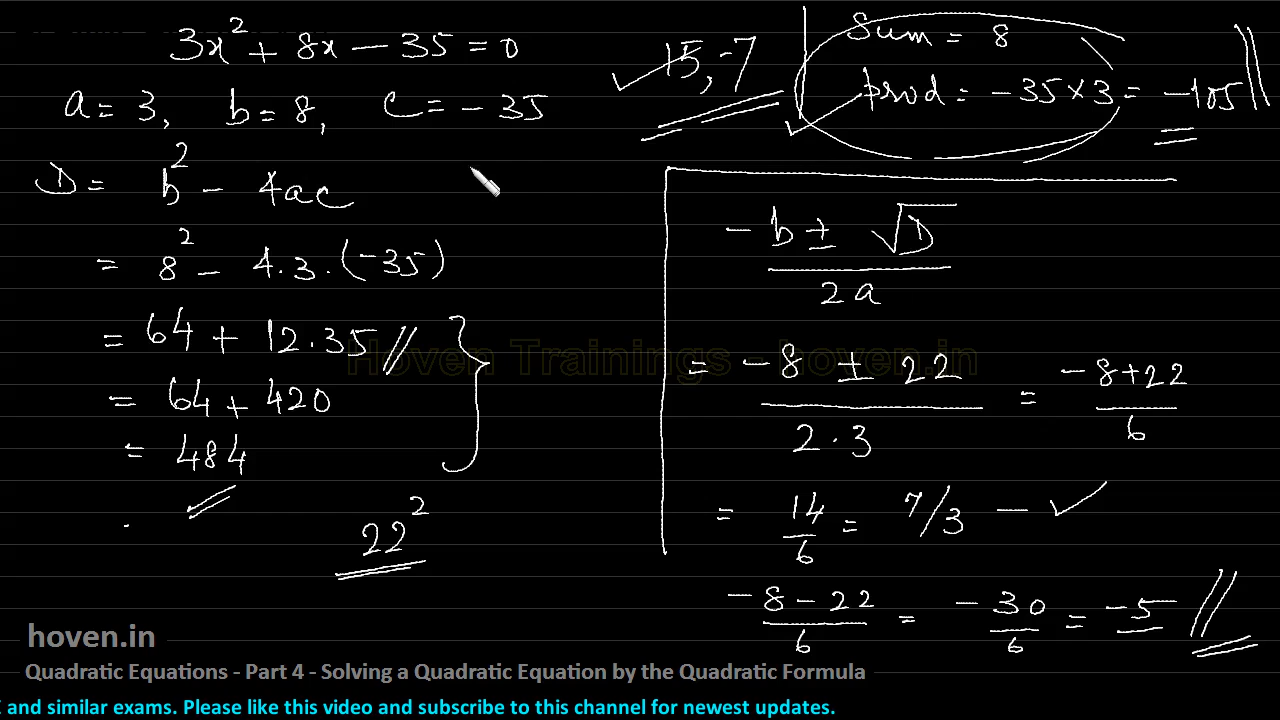 3x² + 8x − 35 = 0
a = 3, b = 8, c = − 35
D = b² − 4ac
= 8² − 4.3.(−35)
= 64 + 12.35
= 64 + 420
= 484
22²
15, −7
Sum = 8
prod = −35 × 3 = −105
−b ± √D / 2a
= −8 ± 22 / 2·3 = −8+22 / 6
= 14/6 = 7/3 −
−8 − 22 / 6 = −30/6 = −5
Hoven Trainings - hoven.in
hoven.in
Quadratic Equations - Part 4 - Solving a Quadratic Equation by the Quadratic Formula
and similar exams. Please like this video and subscribe to this channel for newest updates.